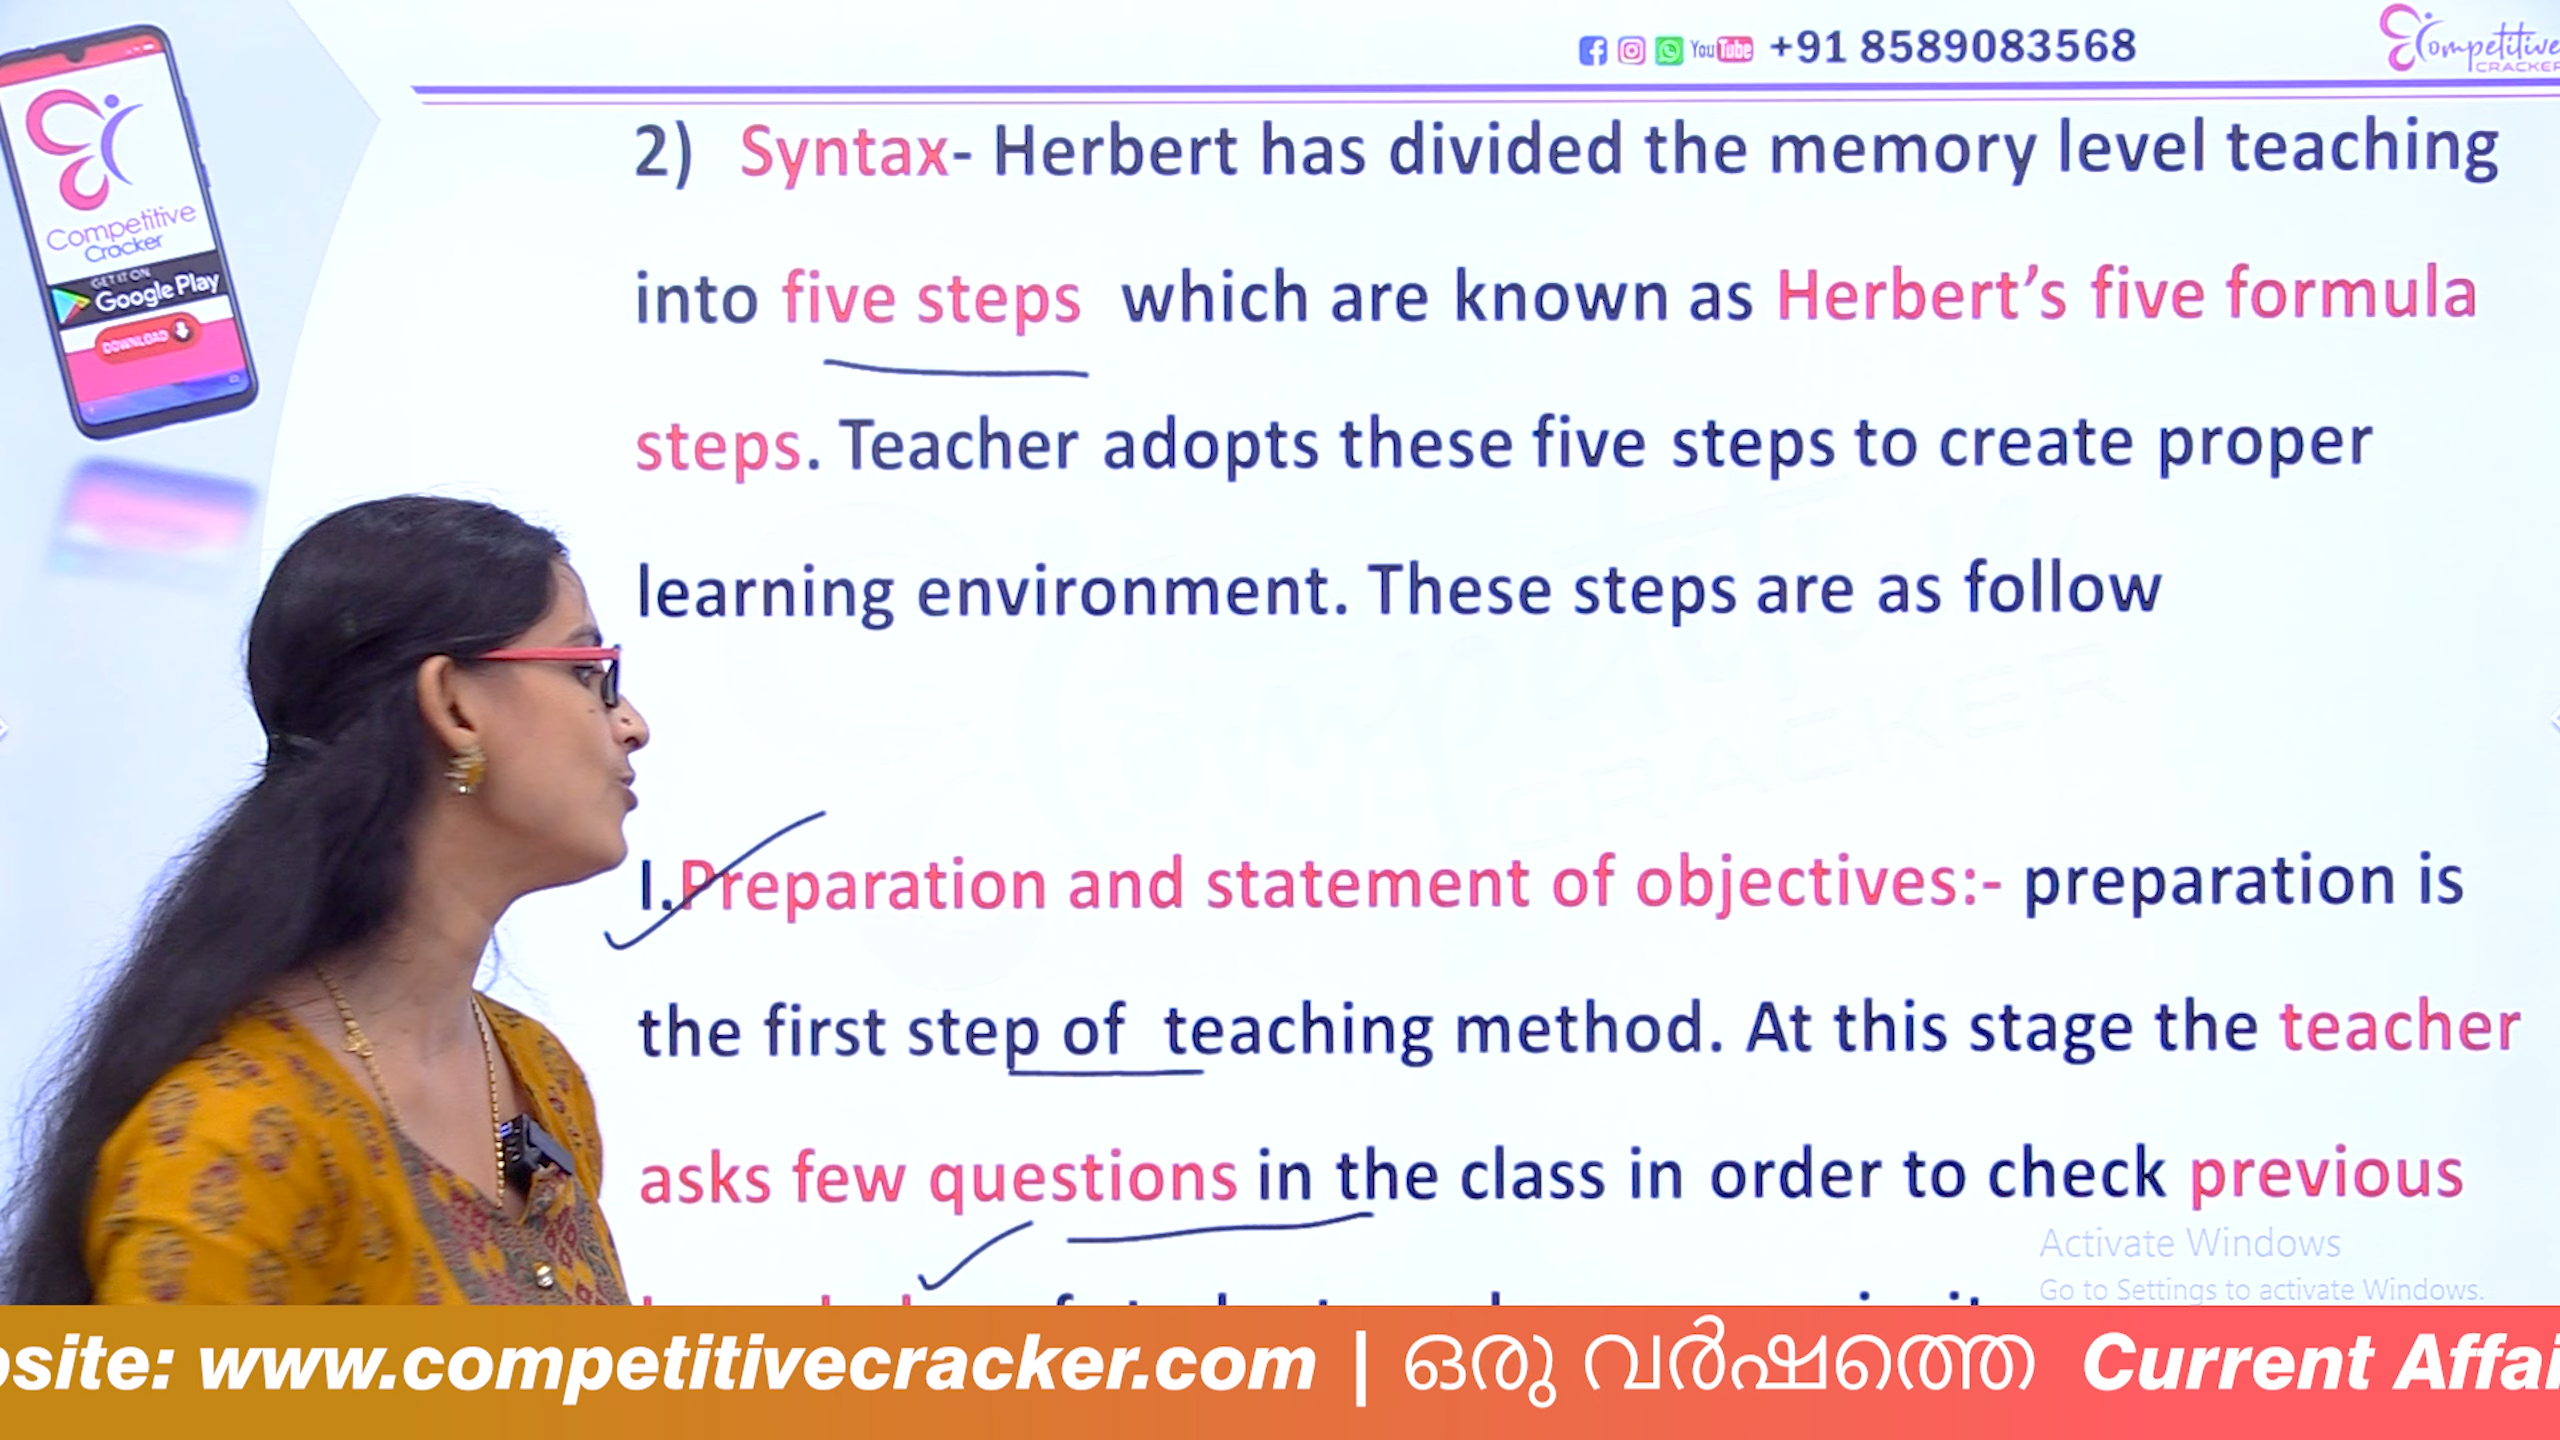 You Tube +91 8589083568
Competitive
CRACKER
Competitive
Cracker
GET IT ON
Google Play
DOWNLOAD
2) Syntax- Herbert has divided the memory level teaching
into five steps which are known as Herbert’s five formula
steps. Teacher adopts these five steps to create proper
learning environment. These steps are as follow
I.Preparation and statement of objectives:- preparation is
the first step of teaching method. At this stage the teacher
asks few questions in the class in order to check previous
Activate Windows
Go to Settings to activate Windows.
site: www.competitivecracker.com | ഒരു വർഷത്തെ Current Affai